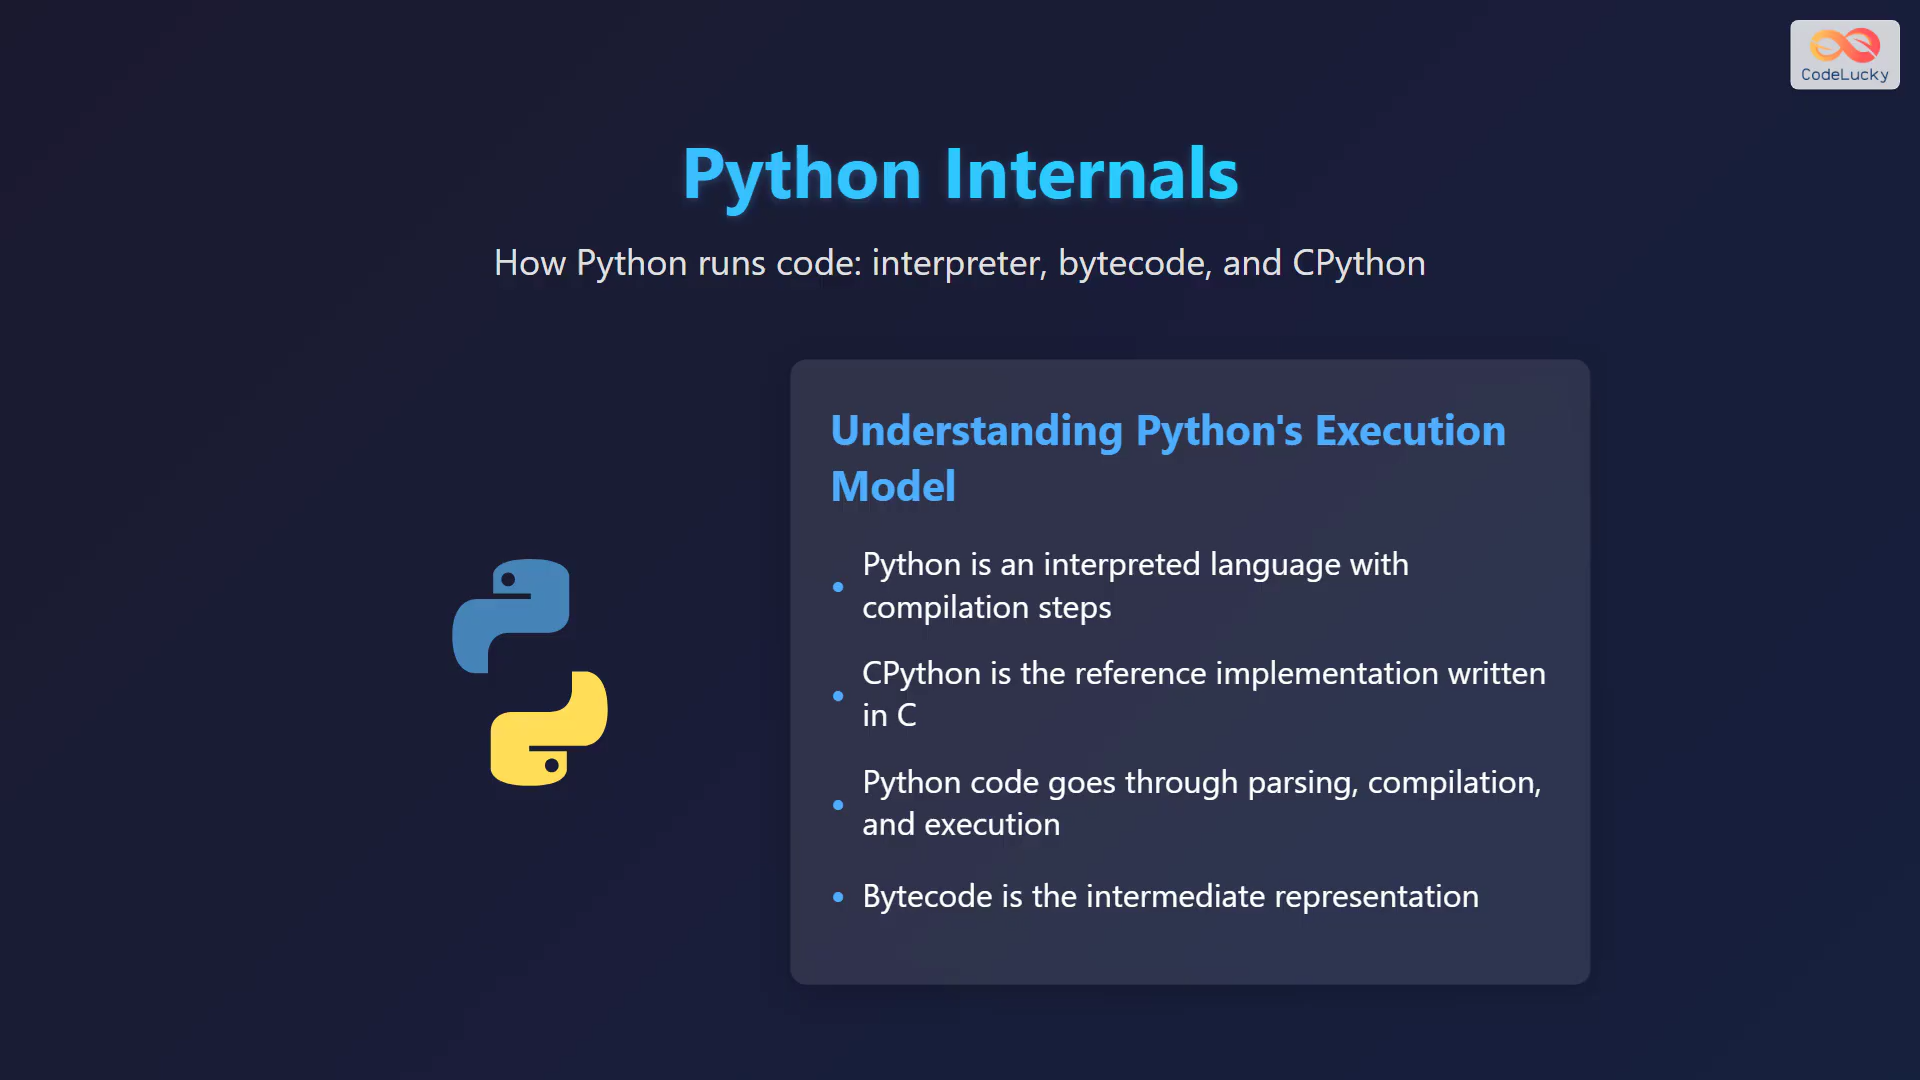 CodeLucky
Python Internals
How Python runs code: interpreter, bytecode, and CPython
Understanding Python's Execution
Model
Python is an interpreted language with
compilation steps
CPython is the reference implementation written
in C
Python code goes through parsing, compilation,
and execution
Bytecode is the intermediate representation